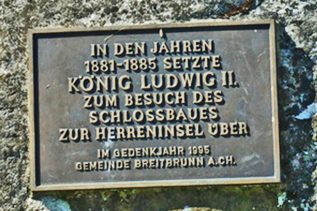 IN DEN JAHREN
1881-1885 SETZTE
KÖNIG LUDWIG II.
ZUM BESUCH DES
SCHLOSSBAUES
ZUR HERRENINSEL ÜBER
IM GEDENKJAHR 1995
GEMEINDE BREITBRUNN A.CH.